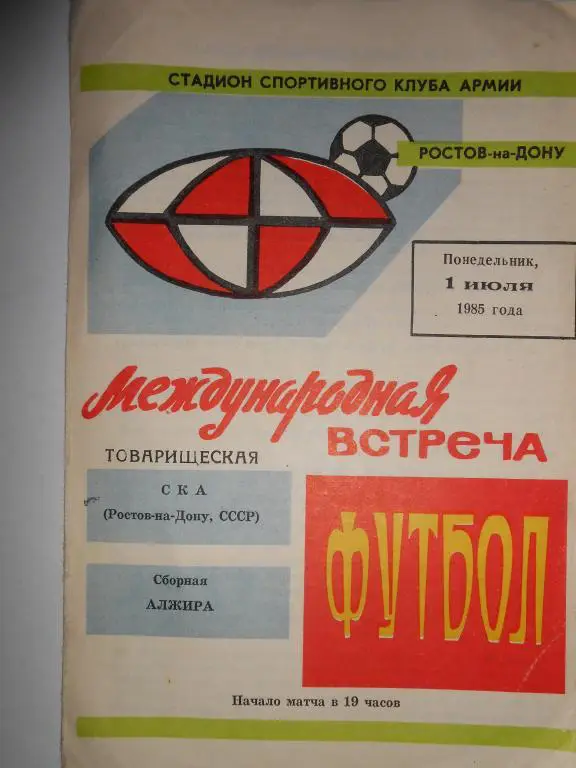 СТАДИОН СПОРТИВНОГО КЛУБА АРМИИ
РОСТОВ-на-ДОНУ
Понедельник,
1 июля
1985 года
Международная
ВСТРЕЧА
ТОВАРИЩЕСКАЯ
СКА
(Ростов-на-Дону, СССР)
Сборная
АЛЖИРА
ФУТБОЛ
Начало матча в 19 часов